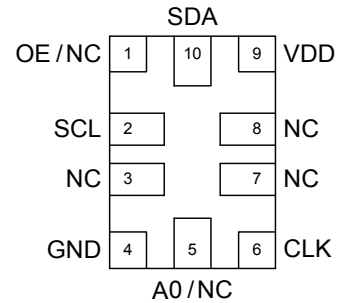 SDA
OE/NC 1 10 9 VDD
SCL 2 8 NC
NC 3 7 NC
GND 4 5 6 CLK
A0/NC